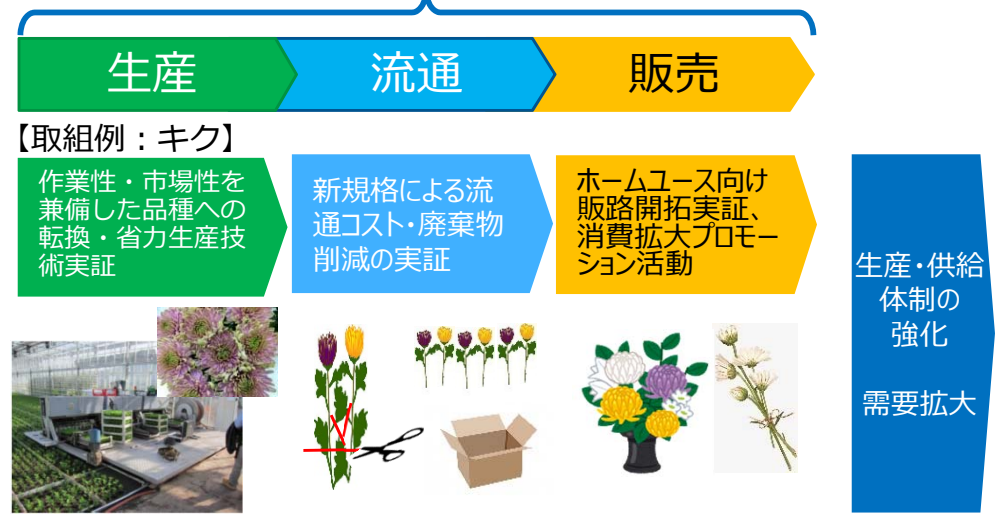 生産
流通
販売
【取組例：キク】
作業性・市場性を
兼備した品種への
転換・省力生産技
術実証
新規格による流
通コスト・廃棄物
削減の実証
ホームユース向け
販路開拓実証、
消費拡大プロモー
ション活動
生産・供給
体制の
強化
需要拡大